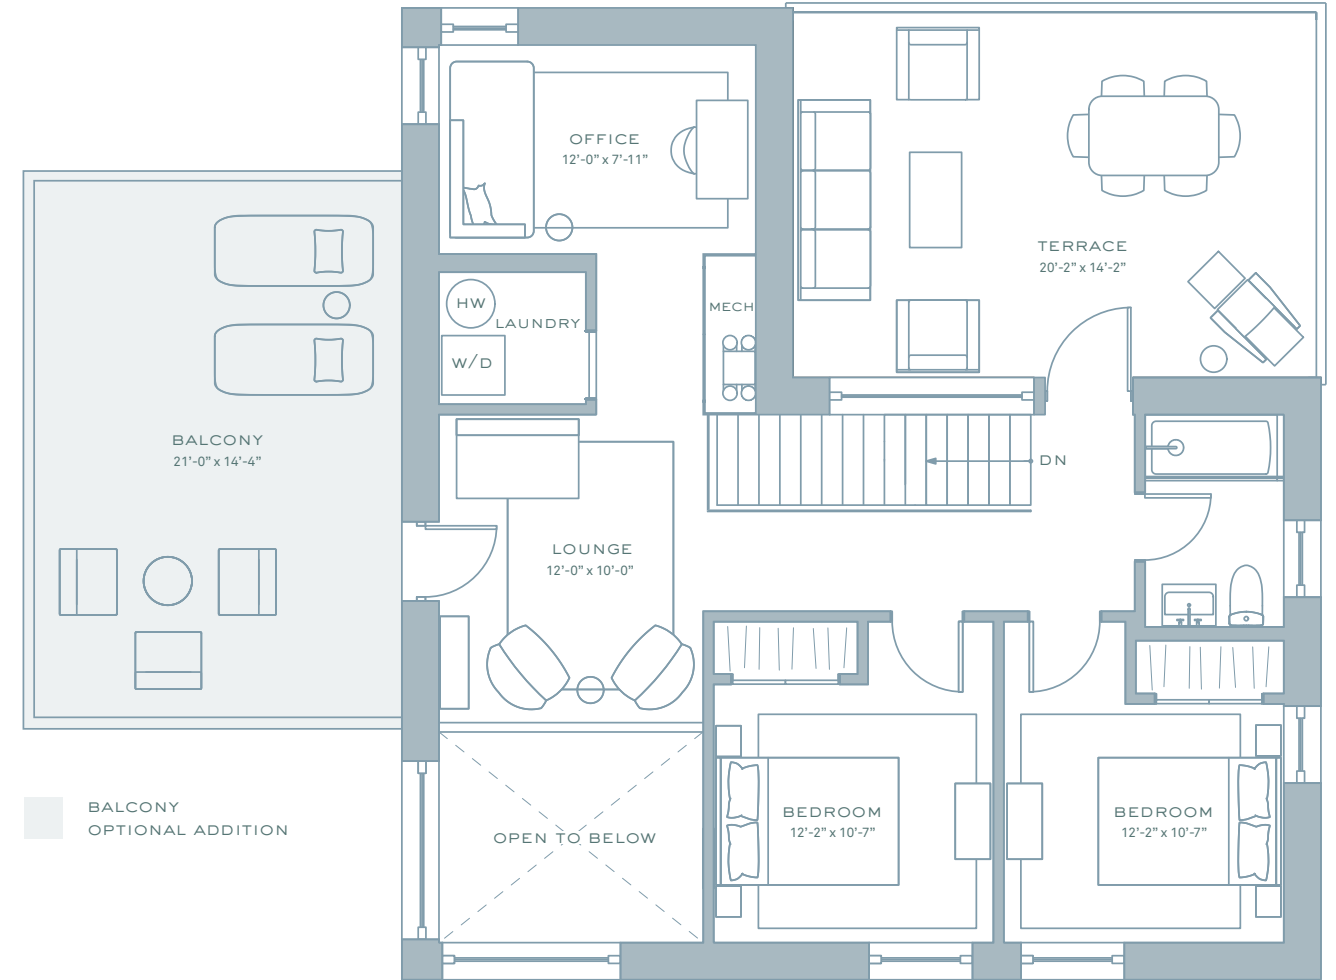 OFFICE
12'-0" x 7'-11"
TERRACE
20'-2" x 14'-2"
HW
LAUNDRY
MECH
W/D
BALCONY
21'-0" x 14'-4"
DN
LOUNGE
12'-0" x 10'-0"
BALCONY
OPTIONAL ADDITION
OPEN TO BELOW
BEDROOM
12'-2" x 10'-7"
BEDROOM
12'-2" x 10'-7"